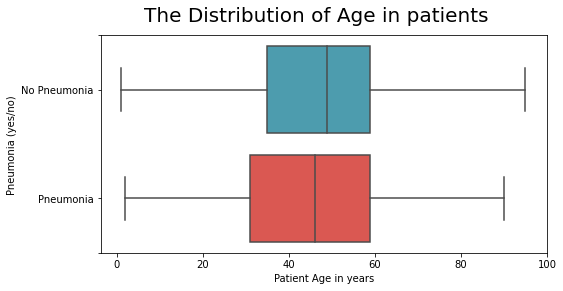 The Distribution of Age in patients
Pneumonia (yes/no)
No Pneumonia
Pneumonia
0 20 40 60 80 100
Patient Age in years